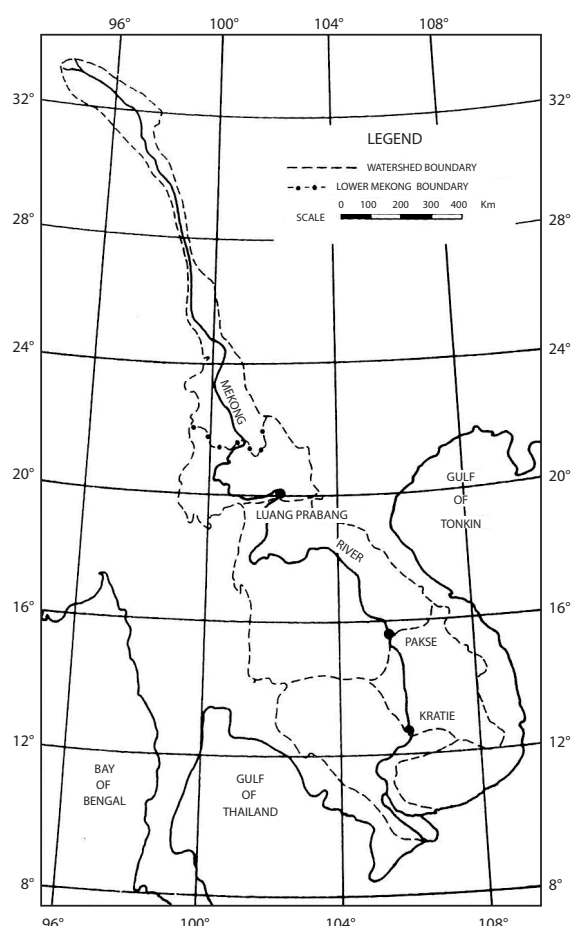 96°
100°
104°
108°
32°
32°
LEGEND
WATERSHED BOUNDARY
LOWER MEKONG BOUNDARY
SCALE
0 100 200 300 400 Km
28°
28°
24°
24°
MEKONG
20°
20°
GULF
OF
TONKIN
LUANG PRABANG
RIVER
16°
16°
PAKSE
KRATIE
12°
12°
BAY
OF
BENGAL
GULF
OF
THAILAND
8°
8°
96°
100°
104°
108°